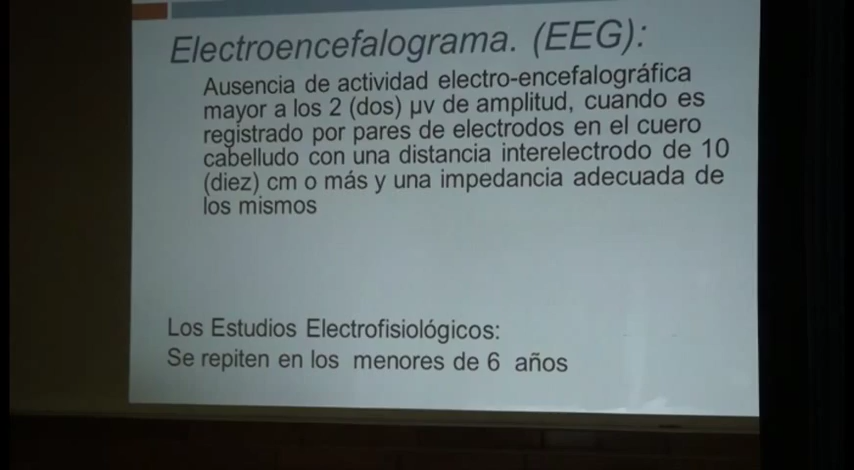 Electroencefalograma. (EEG):
Ausencia de actividad electro-encefalográfica
mayor a los 2 (dos) µv de amplitud, cuando es
registrado por pares de electrodos en el cuero
cabelludo con una distancia interelectrodo de 10
(diez) cm o más y una impedancia adecuada de
los mismos
Los Estudios Electrofisiológicos:
Se repiten en los menores de 6 años